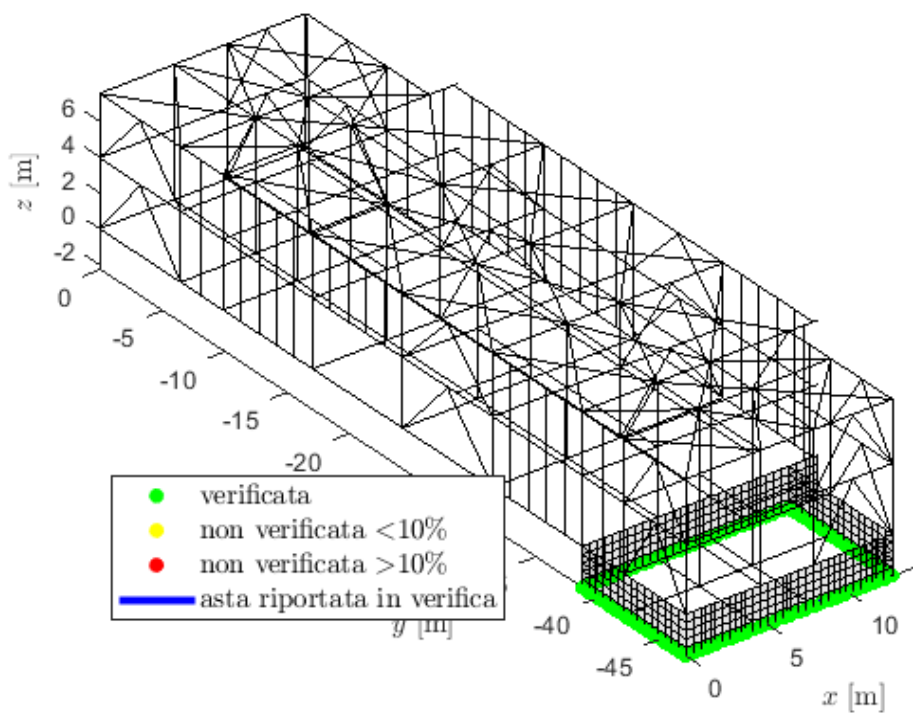 6
4
2
0
-2
z [m]
0
-5
-10
-15
-20
verificata
non verificata <10%
non verificata >10%
asta riportata in verifica
y [m]
-40
-45
0
5
10
x [m]